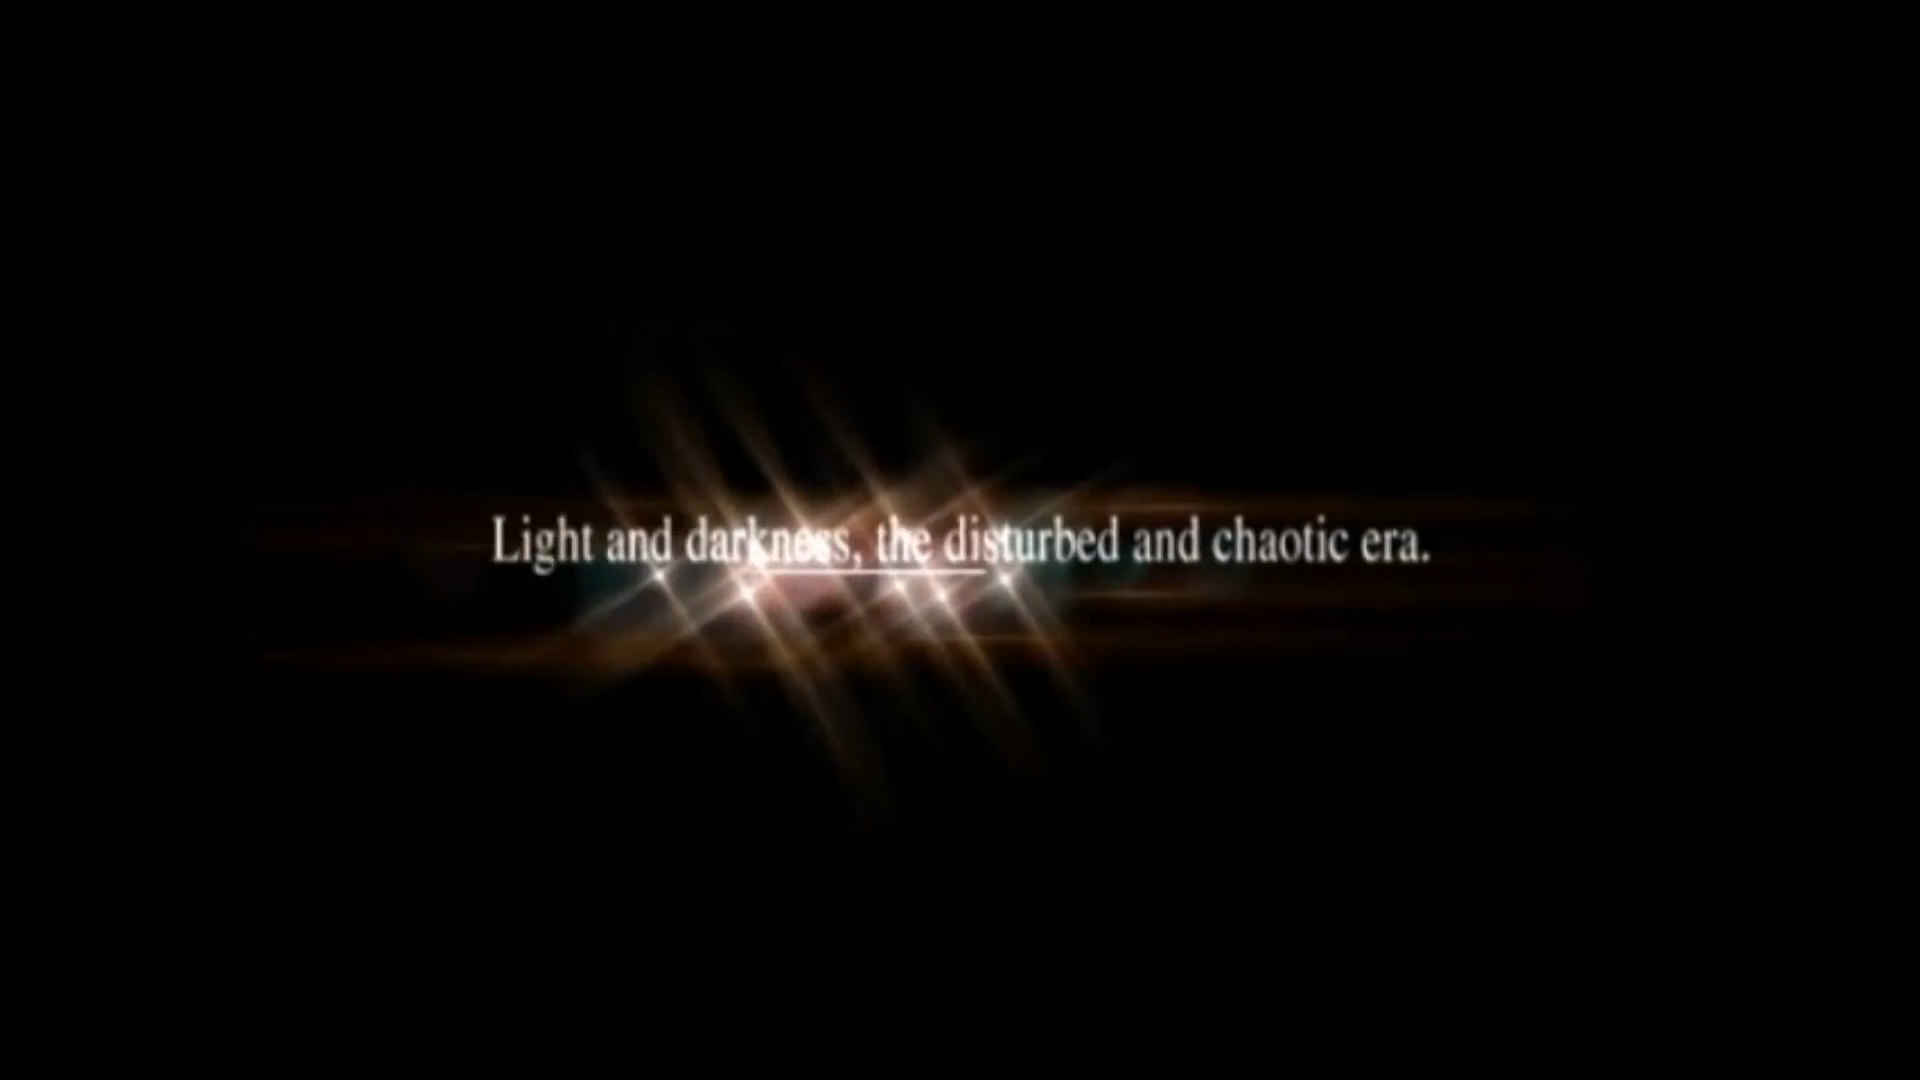 Light and darkness, the disturbed and chaotic era.